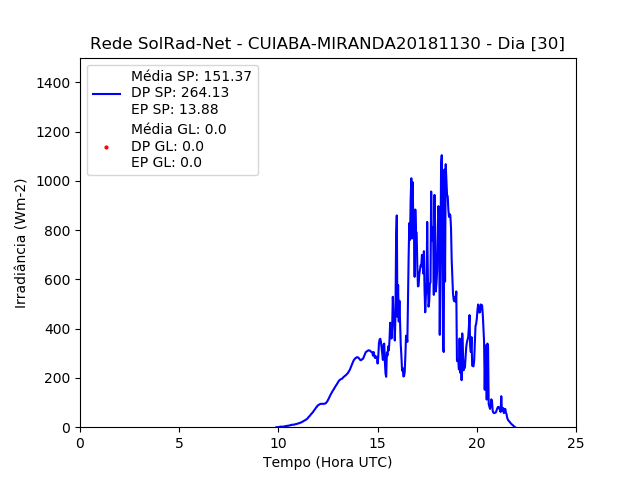 Rede SolRad-Net - CUIABA-MIRANDA20181130 - Dia [30]
Média SP: 151.37
DP SP: 264.13
EP SP: 13.88
Média GL: 0.0
DP GL: 0.0
EP GL: 0.0
1400
1200
1000
800
600
400
200
0
Irradiância (Wm-2)
0 5 10 15 20 25
Tempo (Hora UTC)